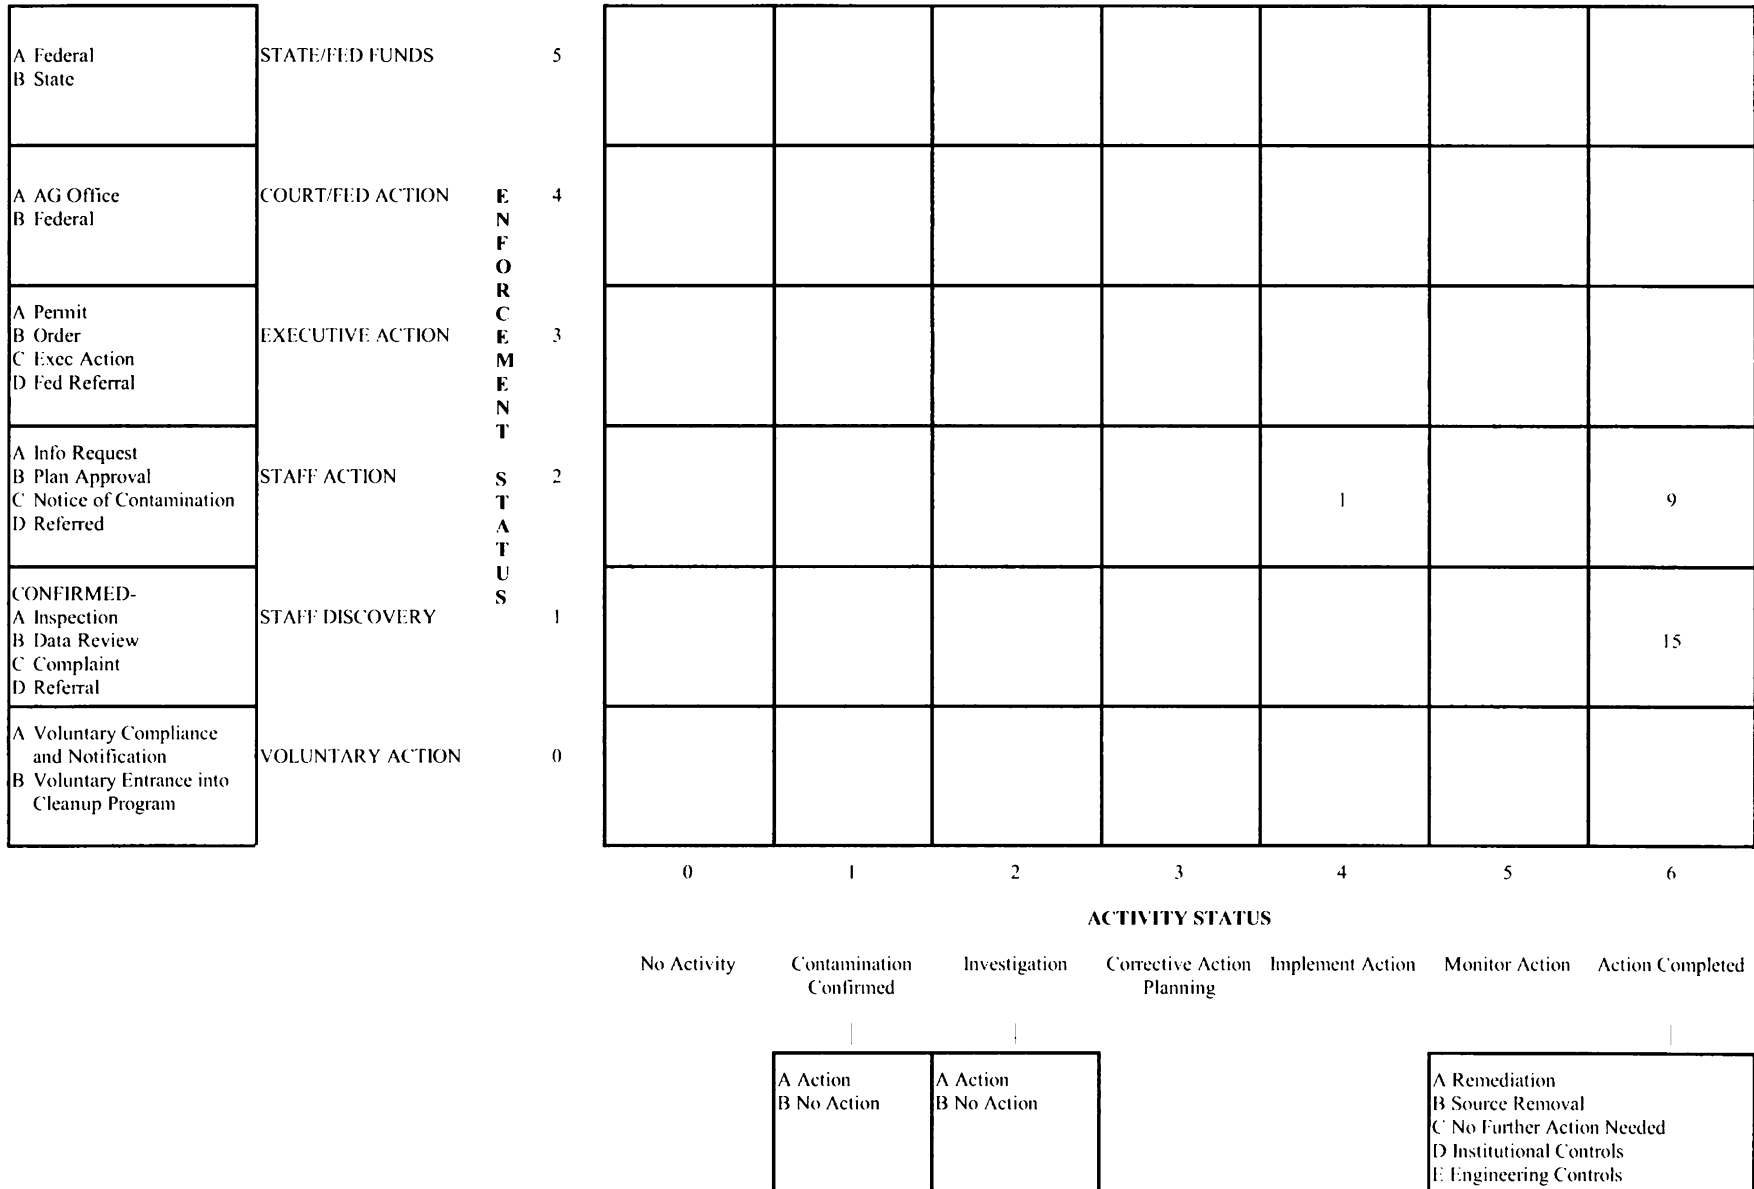 A Federal
B State
STATE/FED FUNDS
5
A AG Office
B Federal
COURT/FED ACTION
4
A Permit
B Order
C Exec Action
D Fed Referral
EXECUTIVE ACTION
3
A Info Request
B Plan Approval
C Notice of Contamination
D Referred
STAFF ACTION
2
1
9
CONFIRMED-
A Inspection
B Data Review
C Complaint
D Referral
STAFF DISCOVERY
1
15
A Voluntary Compliance
and Notification
B Voluntary Entrance into
Cleanup Program
VOLUNTARY ACTION
0
ENFORCEMENT STATUS
0 1 2 3 4 5 6
ACTIVITY STATUS
No Activity
Contamination
Confirmed
Investigation
Corrective Action
Planning
Implement Action
Monitor Action
Action Completed
A Action
B No Action
A Action
B No Action
A Remediation
B Source Removal
C No Further Action Needed
D Institutional Controls
E Engineering Controls